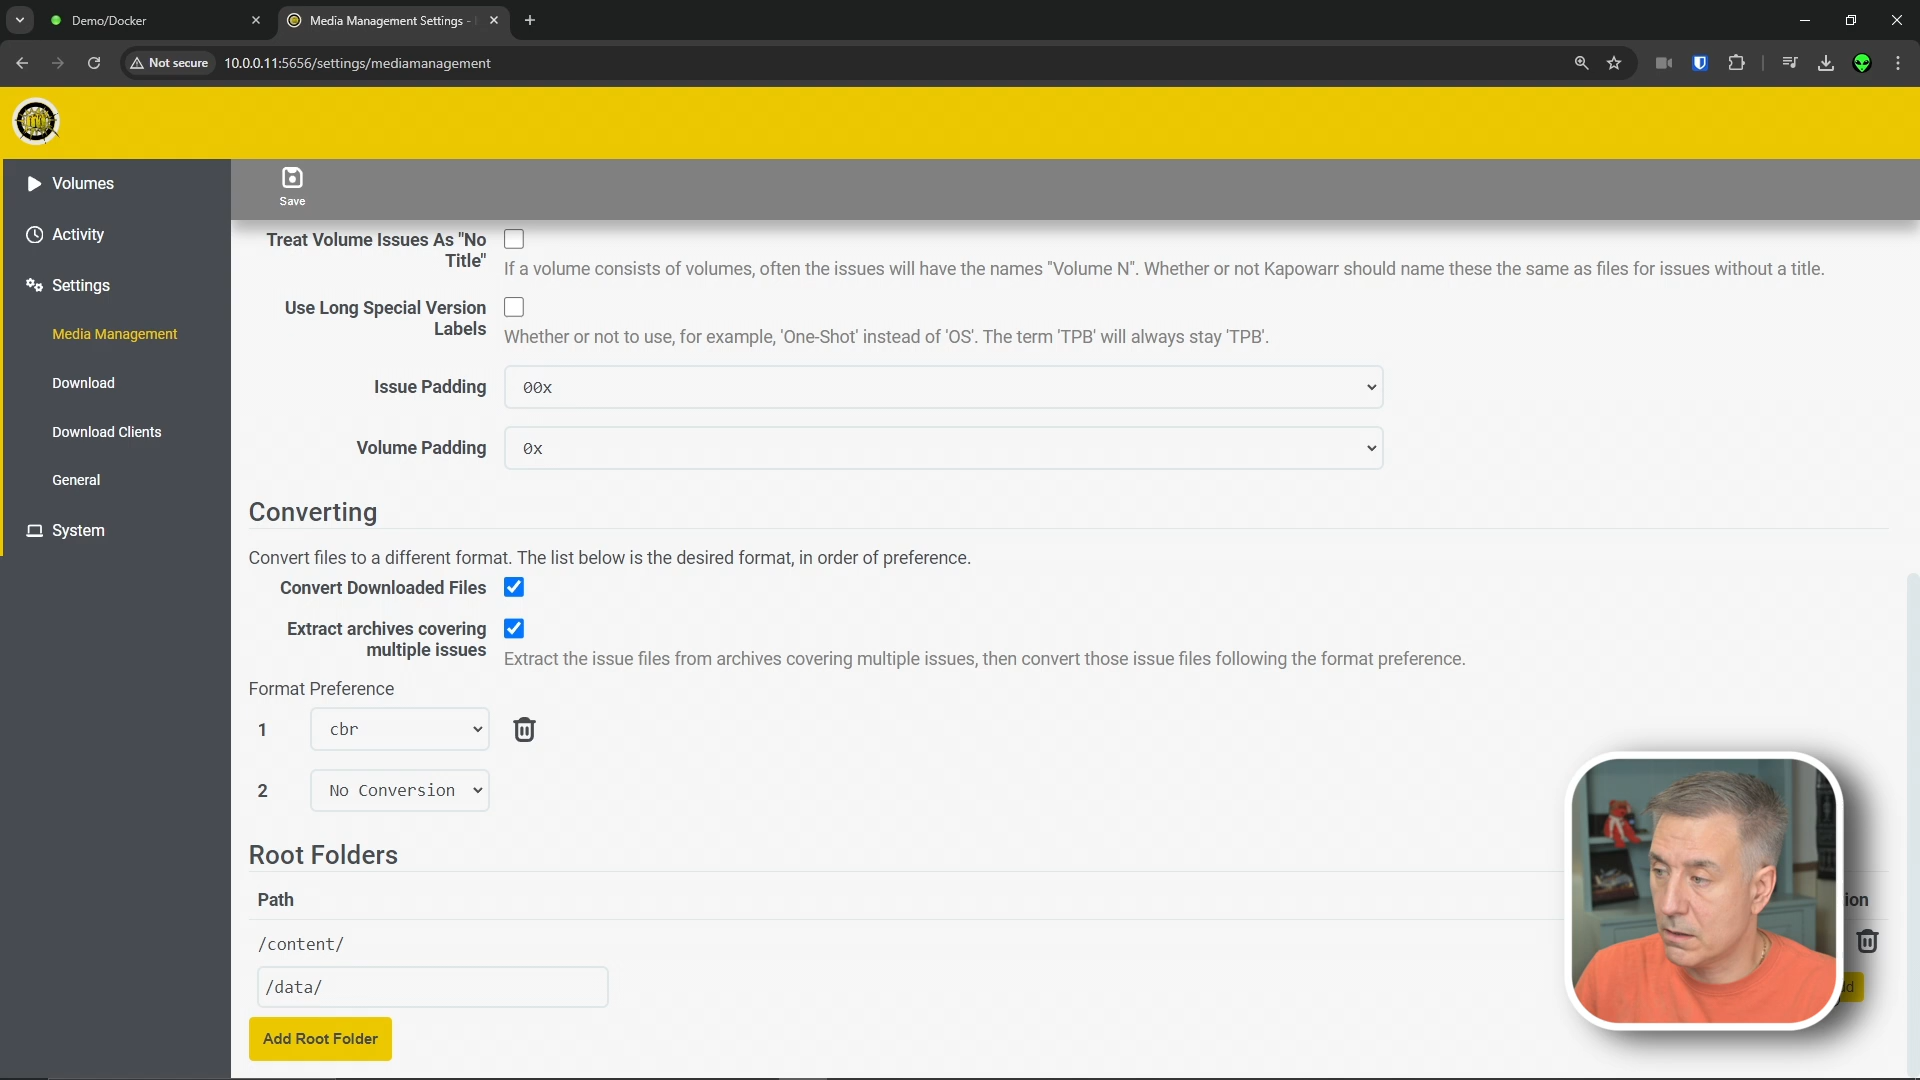 Demo/Docker
Media Management Settings -
Not secure
10.0.0.11:5656/settings/mediamanagement
Volumes
Activity
Settings
Media Management
Download
Download Clients
General
System
Save
Treat Volume Issues As "No
Title"
If a volume consists of volumes, often the issues will have the names "Volume N". Whether or not Kapowarr should name these the same as files for issues without a title.
Use Long Special Version
Labels
Whether or not to use, for example, 'One-Shot' instead of 'OS'. The term 'TPB' will always stay 'TPB'.
Issue Padding
00x
Volume Padding
0x
Converting
Convert files to a different format. The list below is the desired format, in order of preference.
Convert Downloaded Files
Extract archives covering
multiple issues
Extract the issue files from archives covering multiple issues, then convert those issue files following the format preference.
Format Preference
1
cbr
2
No Conversion
Root Folders
Path
/content/
/data/
Add Root Folder